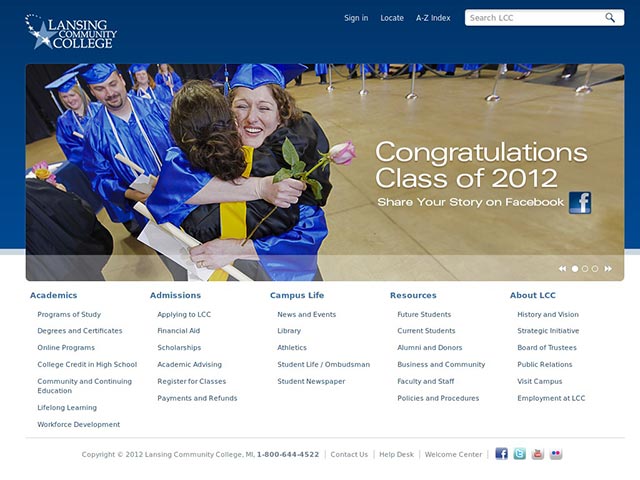 LANSING
COMMUNITY
COLLEGE
Sign in Locate A-Z Index Search LCC
Congratulations
Class of 2012
Share Your Story on Facebook
Academics
Programs of Study
Degrees and Certificates
Online Programs
College Credit in High School
Community and Continuing
Education
Lifelong Learning
Workforce Development
Admissions
Applying to LCC
Financial Aid
Scholarships
Academic Advising
Register for Classes
Payments and Refunds
Campus Life
News and Events
Library
Athletics
Student Life / Ombudsman
Student Newspaper
Resources
Future Students
Current Students
Alumni and Donors
Business and Community
Faculty and Staff
Policies and Procedures
About LCC
History and Vision
Strategic Initiative
Board of Trustees
Public Relations
Visit Campus
Employment at LCC
Copyright © 2012 Lansing Community College, MI, 1-800-644-4522 | Contact Us | Help Desk | Welcome Center |